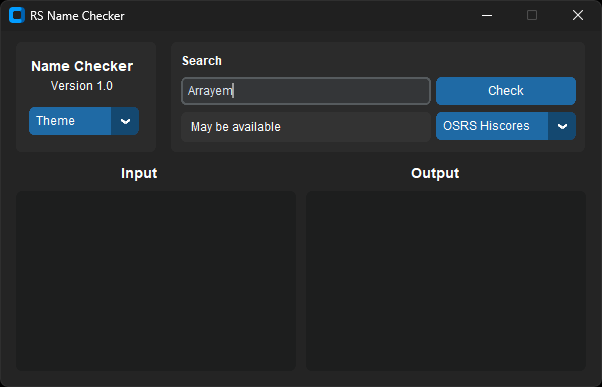 RS Name Checker
Name Checker
Version 1.0
Theme
Search
Arrayem
Check
May be available
OSRS Hiscores
Input
Output